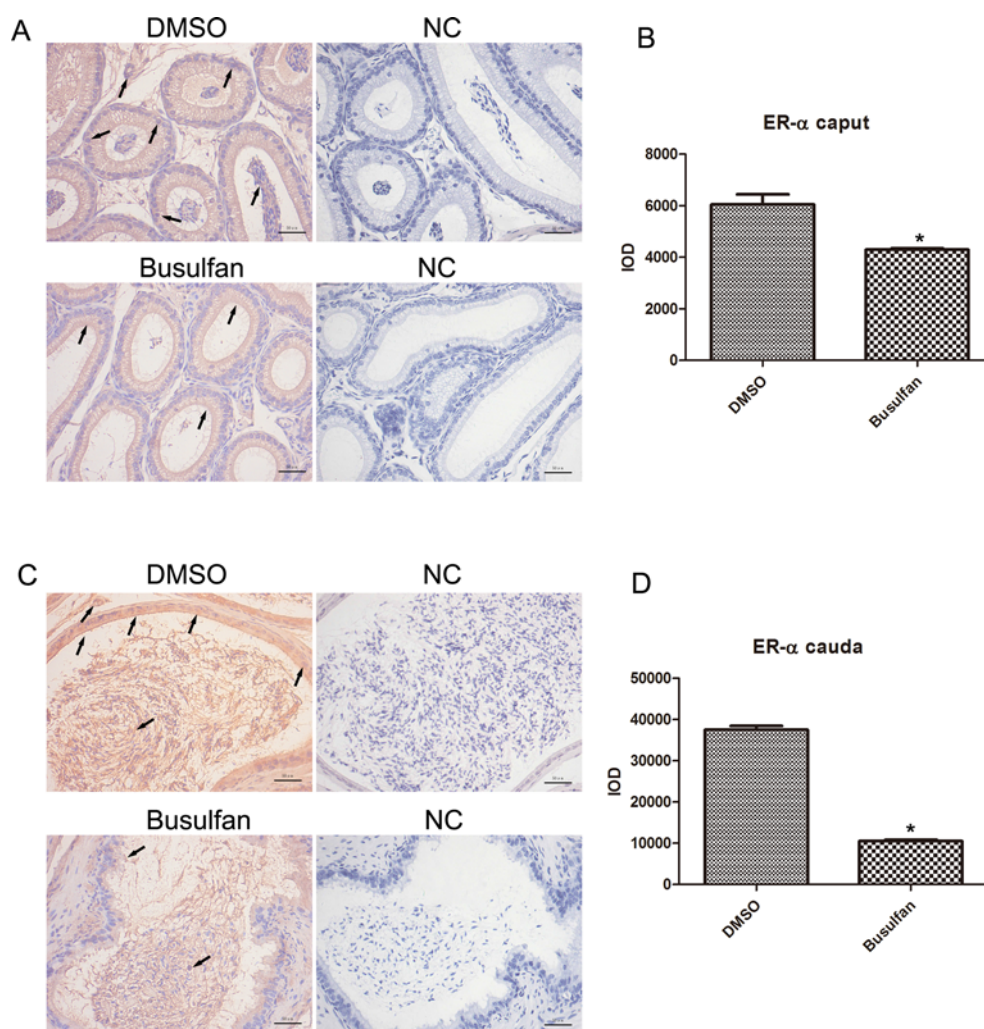 A
DMSO
NC
Busulfan
NC
B
ER-α caput
8000
6000
4000
2000
0
IOD
*
DMSO
Busulfan
C
DMSO
NC
Busulfan
NC
D
ER-α cauda
50000
40000
30000
20000
10000
0
IOD
*
DMSO
Busulfan